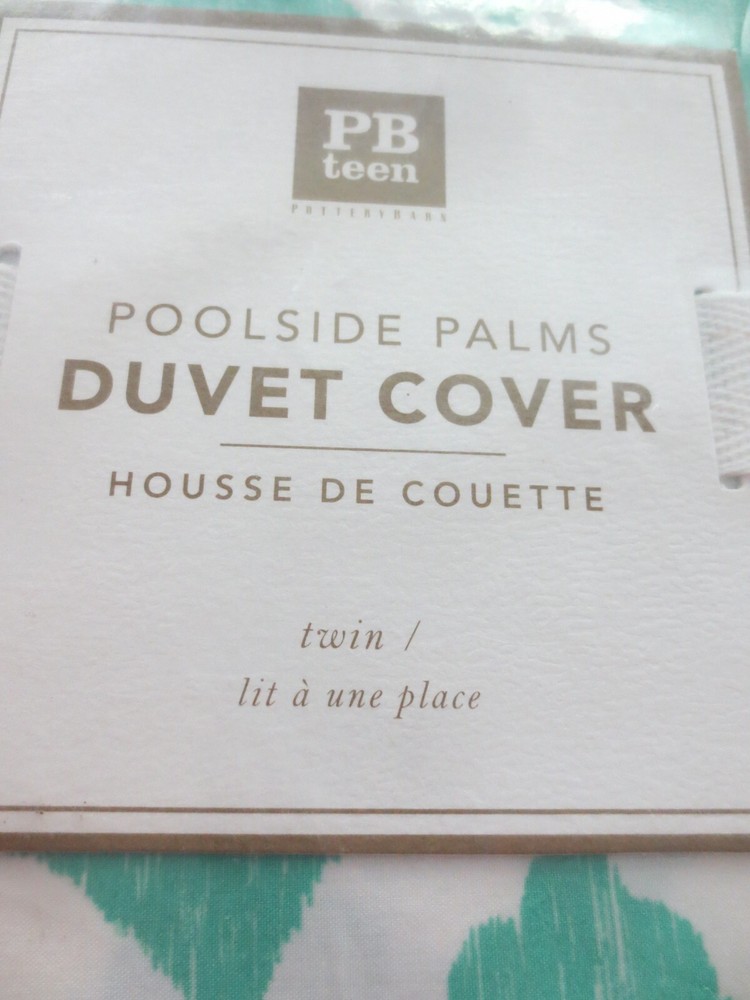 PB
teen
POTTERYBARN
POOLSIDE PALMS
DUVET COVER
HOUSSE DE COUETTE
twin /
lit à une place